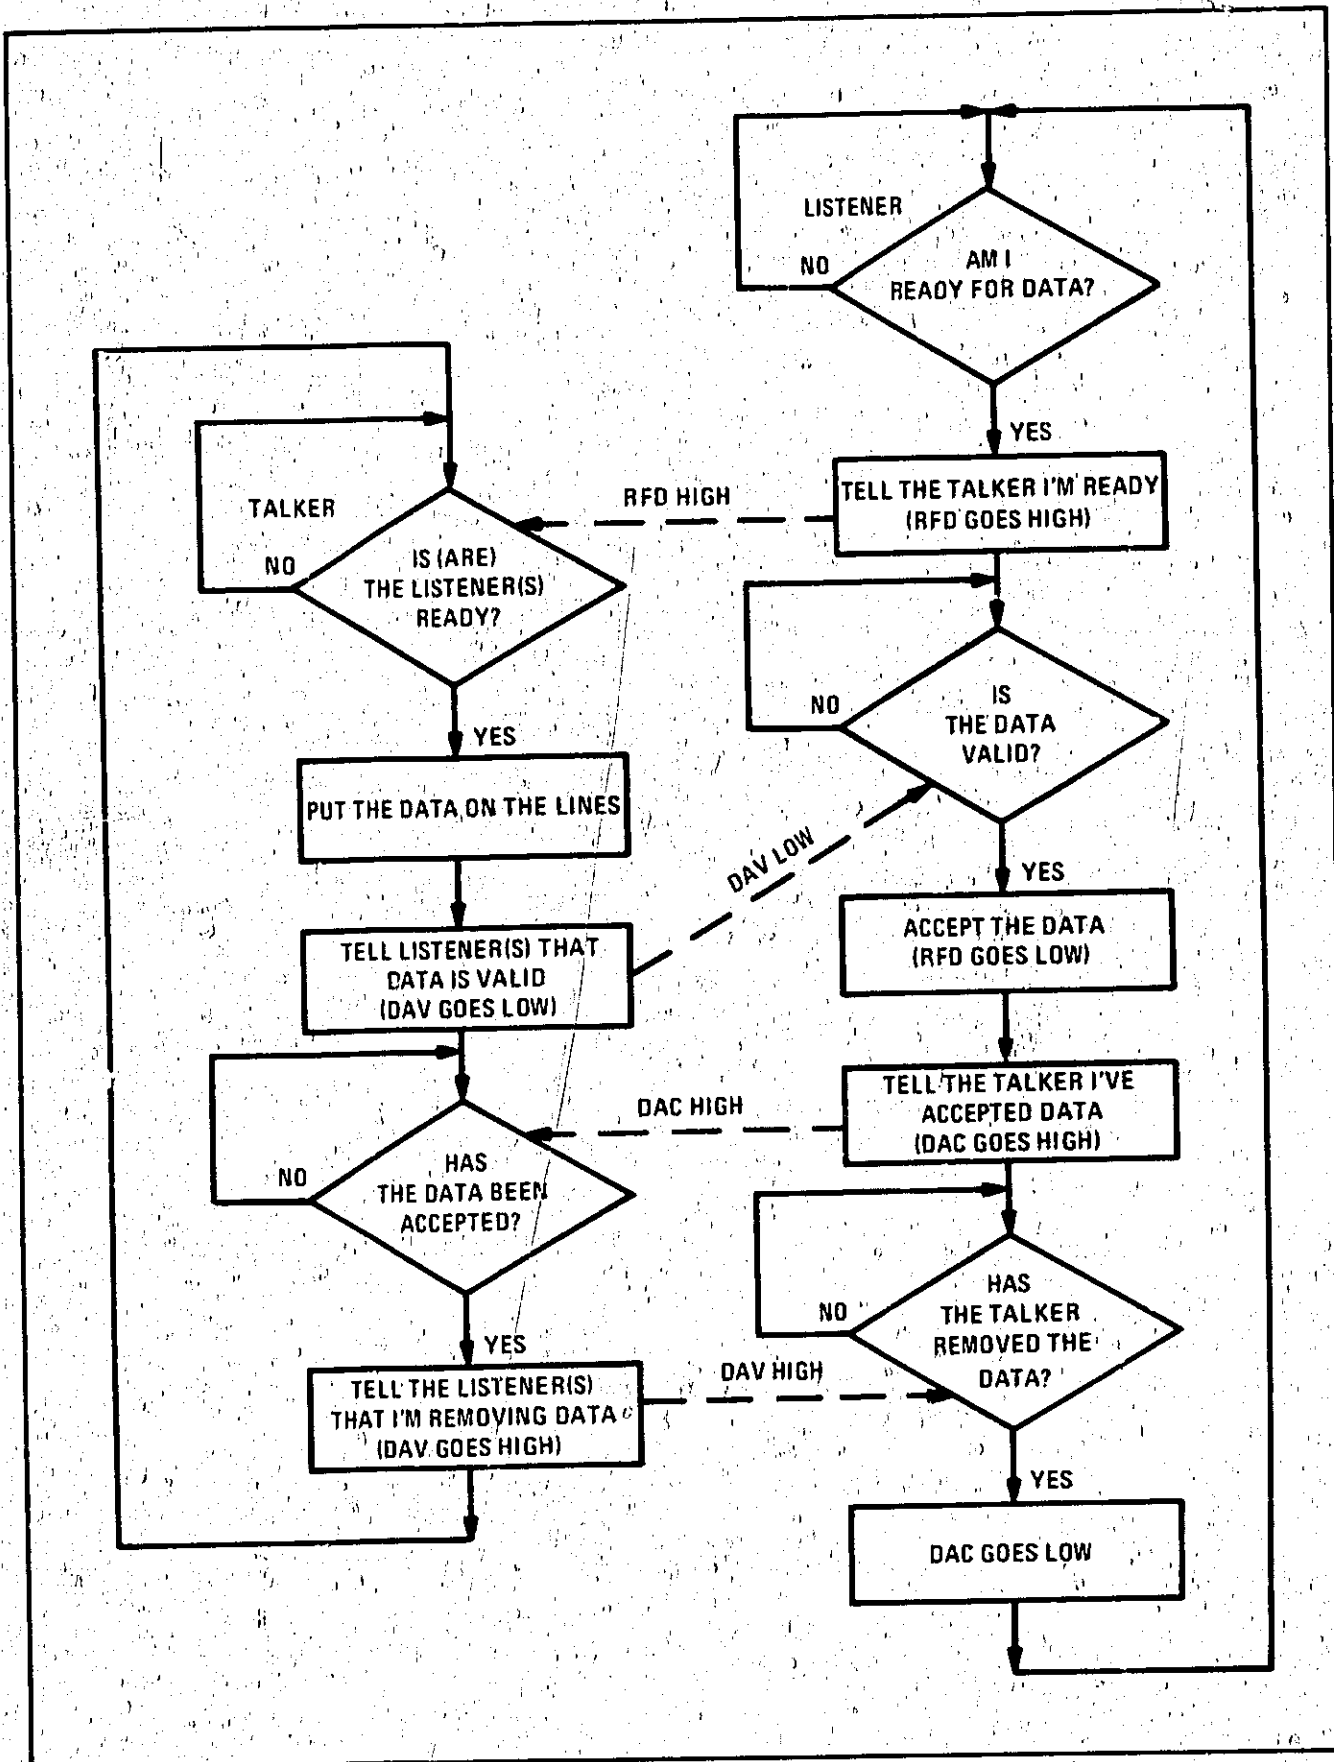 LISTENER
NO
AM I
READY FOR DATA?
YES
TELL THE TALKER I'M READY
(RFD GOES HIGH)
RFD HIGH
TALKER
NO
IS (ARE)
THE LISTENER(S)
READY?
YES
PUT THE DATA ON THE LINES
TELL LISTENER(S) THAT
DATA IS VALID
(DAV GOES LOW)
DAV LOW
NO
IS
THE DATA
VALID?
YES
ACCEPT THE DATA
(RFD GOES LOW)
TELL THE TALKER I'VE
ACCEPTED DATA
(DAC GOES HIGH)
DAC HIGH
NO
HAS
THE DATA BEEN
ACCEPTED?
YES
TELL THE LISTENER(S)
THAT I'M REMOVING DATA
(DAV GOES HIGH)
DAV HIGH
NO
HAS
THE TALKER
REMOVED THE
DATA?
YES
DAC GOES LOW